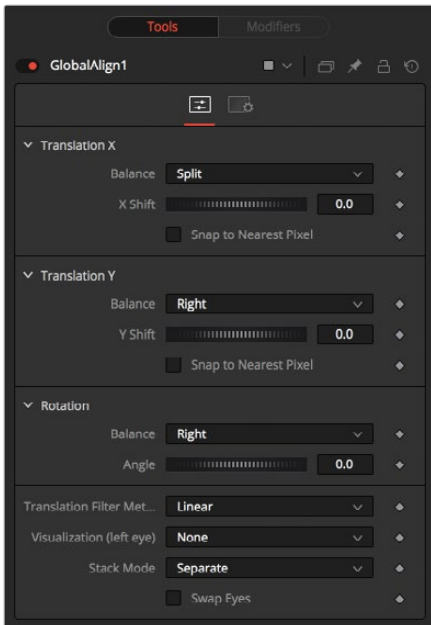 Tools Modifiers
GlobalAlign1
Translation X
Balance Split
X Shift 0.0
Snap to Nearest Pixel
Translation Y
Balance Right
Y Shift 0.0
Snap to Nearest Pixel
Rotation
Balance Right
Angle 0.0
Translation Filter Met... Linear
Visualization (left eye) None
Stack Mode Separate
Swap Eyes